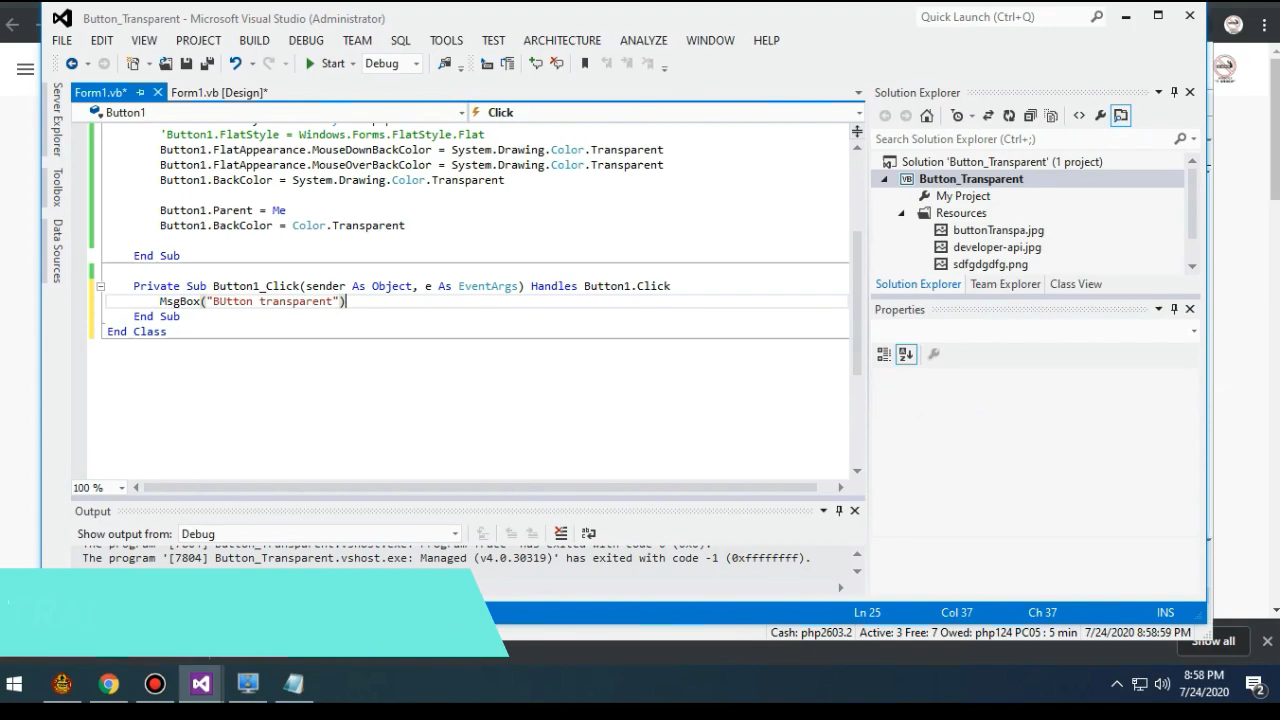 Button_Transparent - Microsoft Visual Studio (Administrator)
Quick Launch (Ctrl+Q)
FILE EDIT VIEW PROJECT BUILD DEBUG TEAM SQL TOOLS TEST ARCHITECTURE ANALYZE WINDOW HELP
Start Debug
Form1.vb* Form1.vb [Design]*
Button1 Click
Server Explorer
Toolbox
Data Sources
'Button1.FlatStyle = Windows.Forms.FlatStyle.Flat
Button1.FlatAppearance.MouseDownBackColor = System.Drawing.Color.Transparent
Button1.FlatAppearance.MouseOverBackColor = System.Drawing.Color.Transparent
Button1.BackColor = System.Drawing.Color.Transparent
Button1.Parent = Me
Button1.BackColor = Color.Transparent
End Sub
Private Sub Button1_Click(sender As Object, e As EventArgs) Handles Button1.Click
MsgBox("BUtton transparent")
End Sub
End Class
100 %
Solution Explorer
Search Solution Explorer (Ctrl+;)
Solution 'Button_Transparent' (1 project)
VB Button_Transparent
My Project
Resources
buttonTranspa.jpg
developer-api.jpg
sdfgdgdfg.png
Solution Explorer Team Explorer Class View
Properties
Output
Show output from: Debug
The program '[7804] Button_Transparent.vshost.exe: Managed (v4.0.30319)' has exited with code -1 (0xffffffff).
Ln 25 Col 37 Ch 37 INS
Cash: php2603.2 Active: 3 Free: 7 Owed: php124 PC05 : 5 min 7/24/2020 8:58:59 PM
Show all
8:58 PM
7/24/2020
2